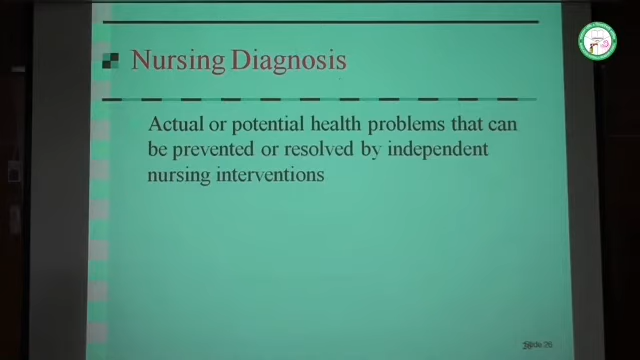 Nursing Diagnosis
Actual or potential health problems that can
be prevented or resolved by independent
nursing interventions